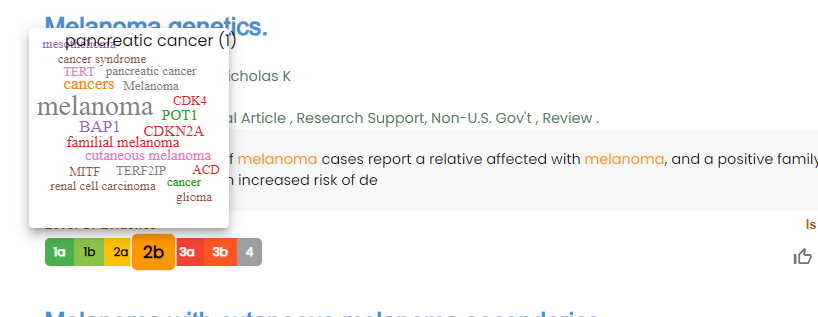 Melanoma genetics.
pancreatic cancer (1)
mesothelioma
cancer syndrome
TERT pancreatic cancer
cancers Melanoma
melanoma CDK4
POT1
BAP1 CDKN2A
familial melanoma
cutaneous melanoma
MITF TERF2IP ACD
renal cell carcinoma cancer
glioma
icholas K
al Article , Research Support, Non-U.S. Gov't , Review .
f melanoma cases report a relative affected with melanoma, and a positive family
n increased risk of de
Is
1a 1b 2a 2b 3a 3b 4
Melanoma with cutaneous melanoma secondaries